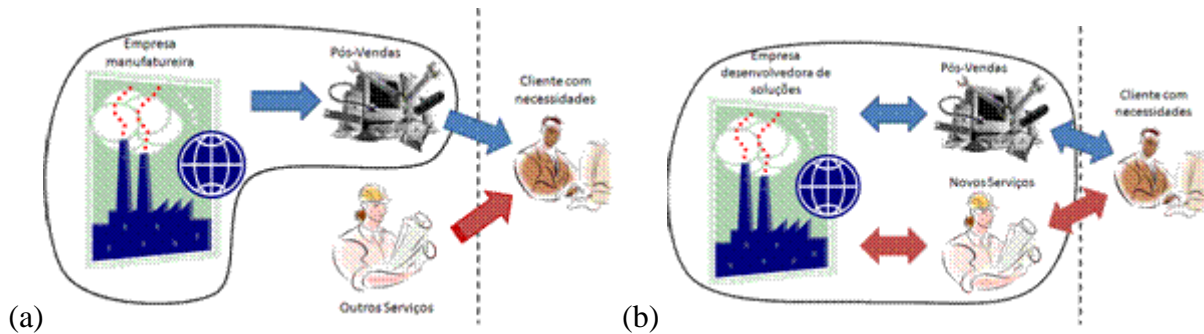 Empresa
manufatureira
Pós-Vendas
Cliente com
necessidades
Outros Serviços
(a)
Empresa
desenvolvedora de
soluções
Pós-Vendas
Cliente com
necessidades
Novos Serviços
(b)